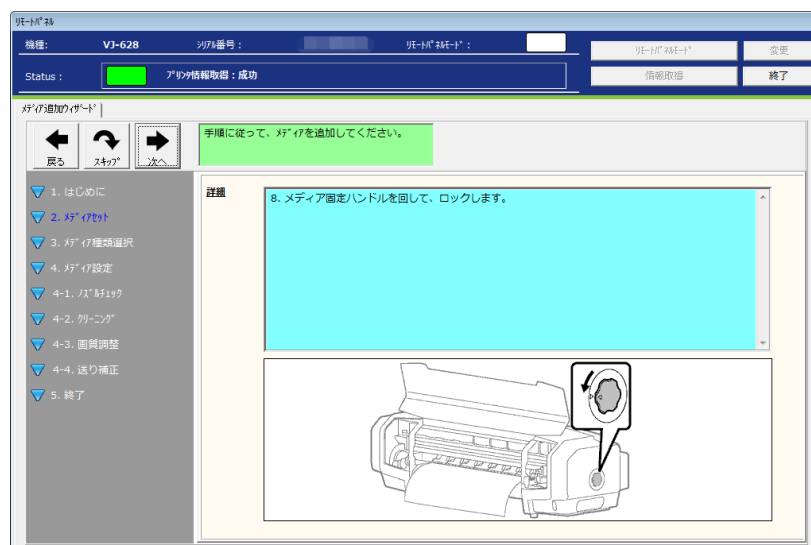 ﾘﾓｰﾄﾊﾟﾈﾙ
機種: VJ-628 ｼﾘｱﾙ番号 : ﾘﾓｰﾄﾊﾟﾈﾙﾓｰﾄﾞ :
ﾘﾓｰﾄﾊﾟﾈﾙﾓｰﾄﾞ 変更
Status : ﾌﾟﾘﾝﾀ情報取得 : 成功
情報取得 終了
ﾒﾃﾞｨｱ追加ｳｨｻﾞｰﾄﾞ
戻る ｽｷｯﾌﾟ 次へ
手順に従って、ﾒﾃﾞｨｱを追加してください。
1. はじめに
2. ﾒﾃﾞｨｱｾｯﾄ
3. ﾒﾃﾞｨｱ種類選択
4. ﾒﾃﾞｨｱ設定
4-1. ﾉｽﾞﾙﾁｪｯｸ
4-2. ｸﾘｰﾆﾝｸﾞ
4-3. 画質調整
4-4. 送り補正
5. 終了
詳細
8. メディア固定ハンドルを回して、ロックします。